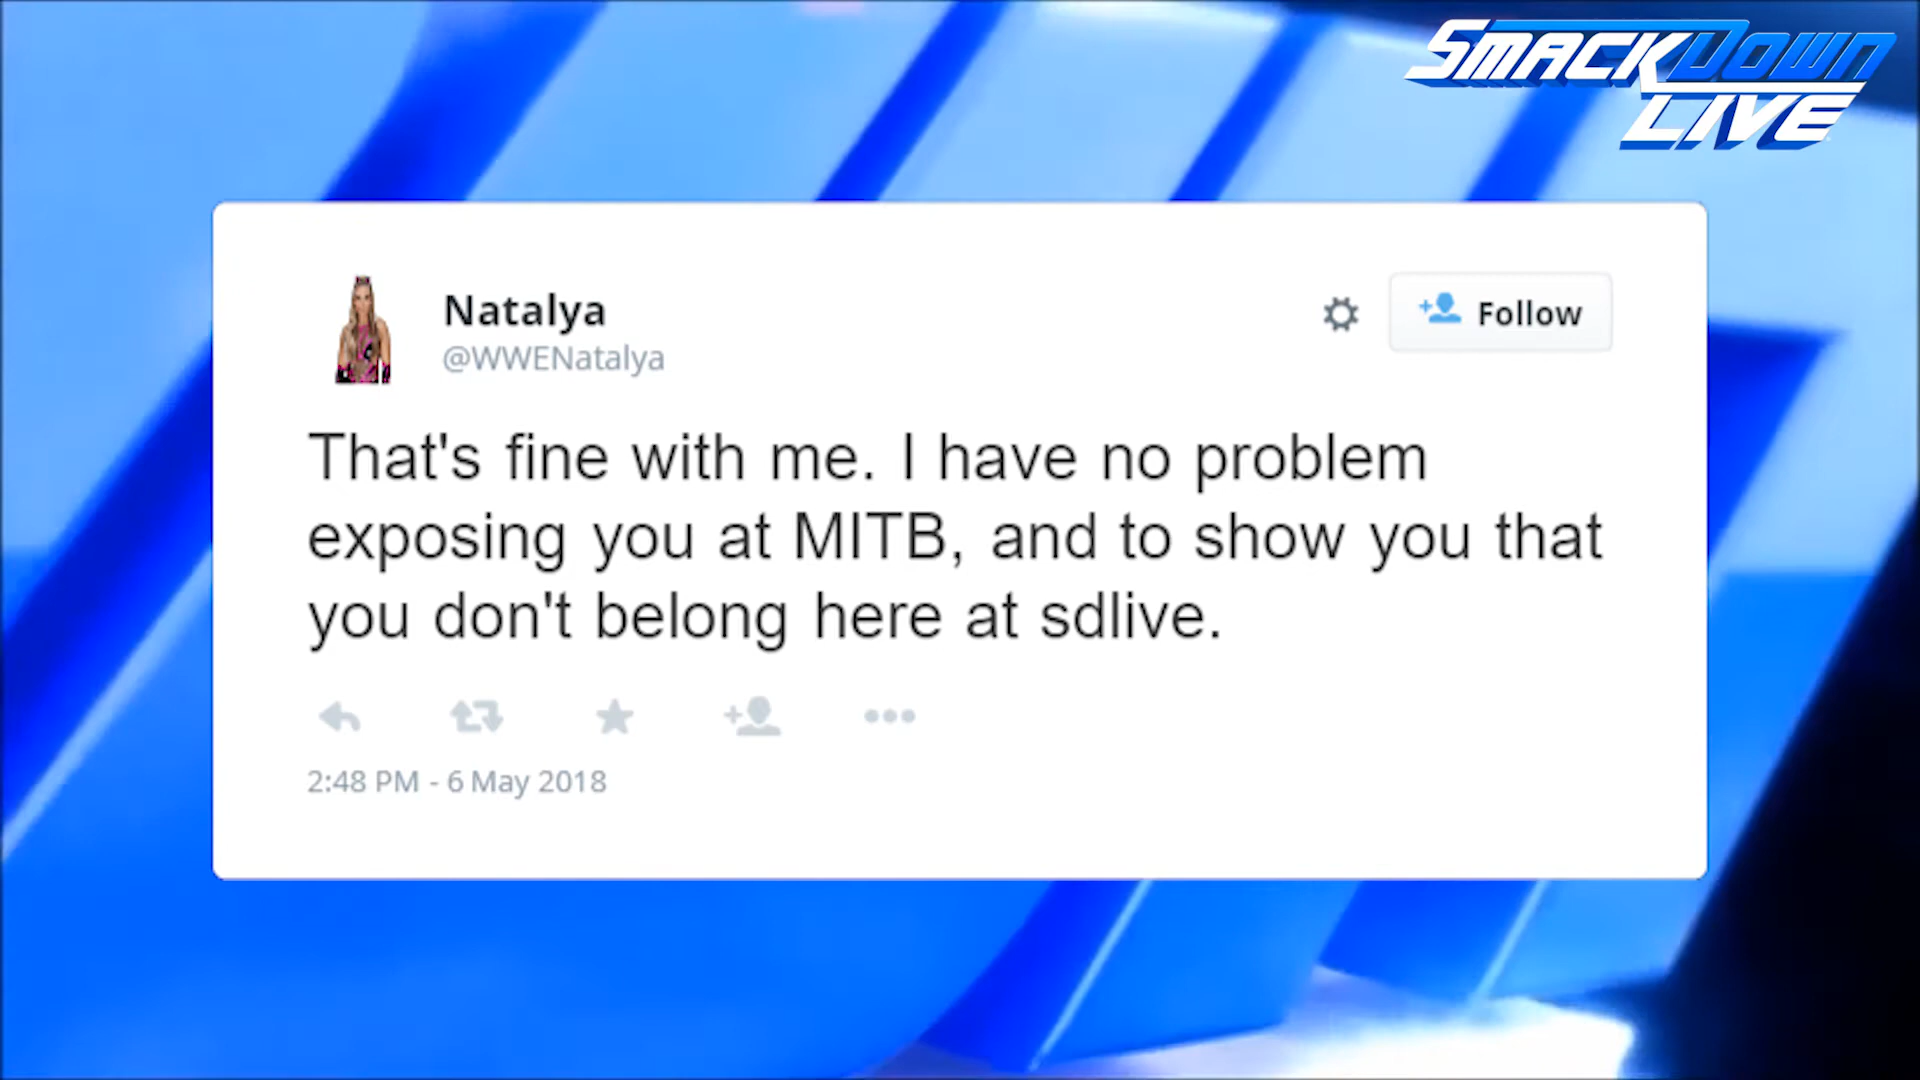 SMACKDOWN
LIVE
Natalya
@WWENatalya
Follow
That's fine with me. I have no problem
exposing you at MITB, and to show you that
you don't belong here at sdlive.
2:48 PM - 6 May 2018